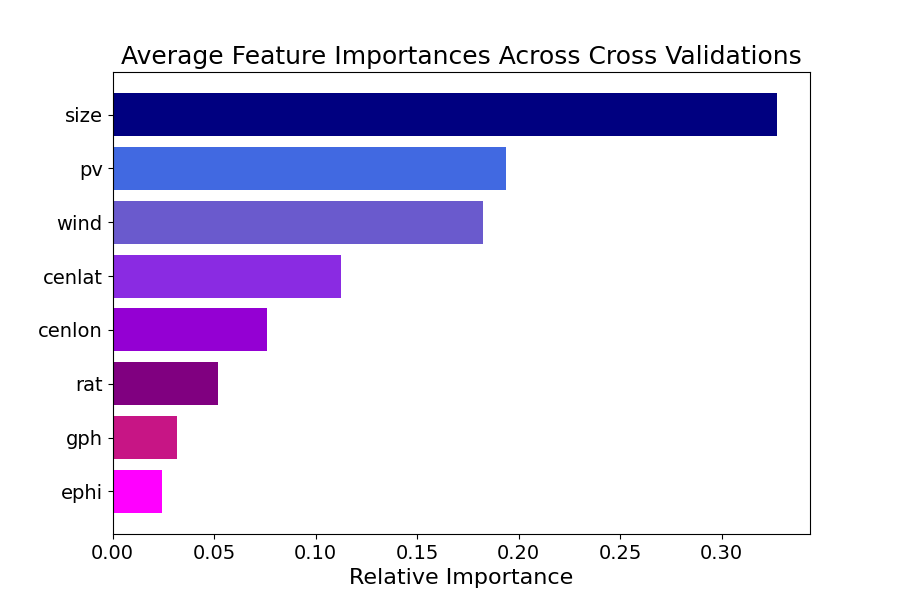 Average Feature Importances Across Cross Validations
size
pv
wind
cenlat
cenlon
rat
gph
ephi
0.00 0.05 0.10 0.15 0.20 0.25 0.30
Relative Importance